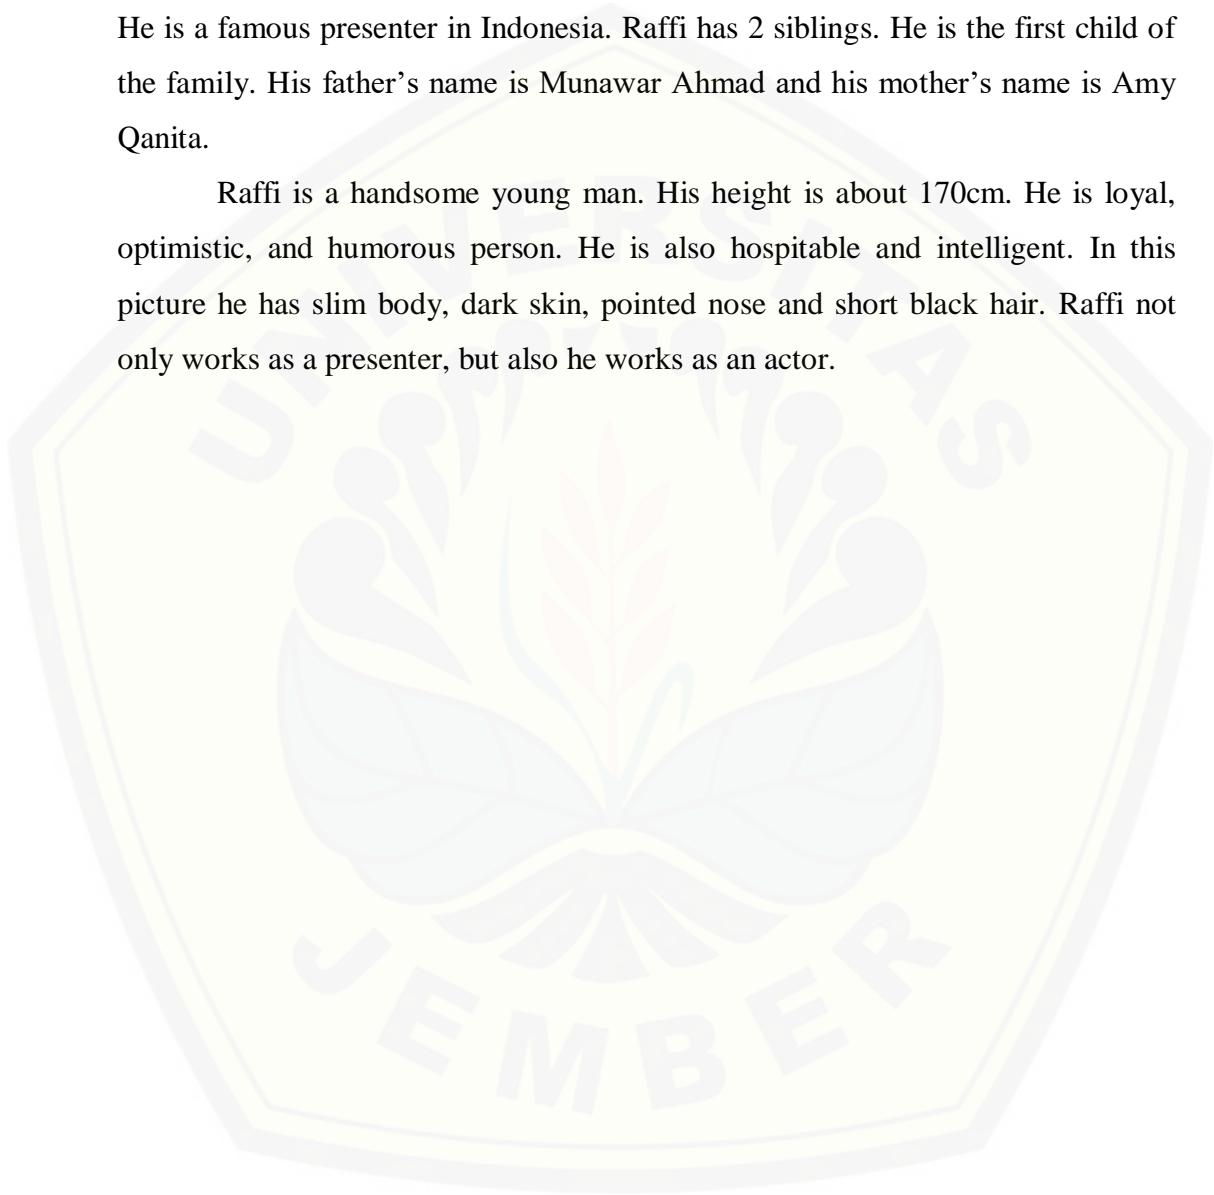 He is a famous presenter in Indonesia. Raffi has 2 siblings. He is the first child of
the family. His father’s name is Munawar Ahmad and his mother’s name is Amy
Qanita.
Raffi is a handsome young man. His height is about 170cm. He is loyal,
optimistic, and humorous person. He is also hospitable and intelligent. In this
picture he has slim body, dark skin, pointed nose and short black hair. Raffi not
only works as a presenter, but also he works as an actor.
UNIVERSITAS
JEMBER